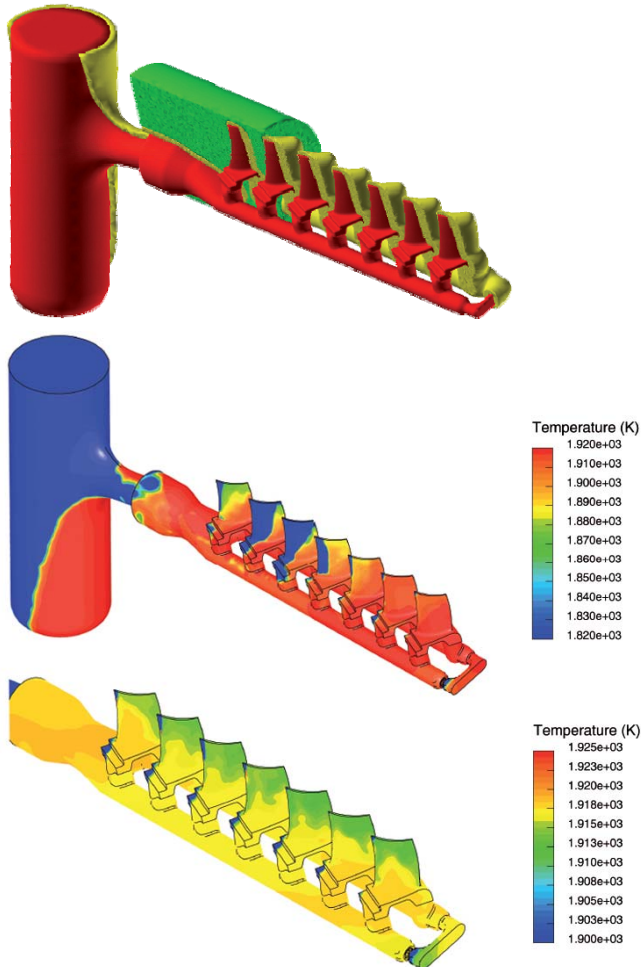 Temperature (K)
1.920e+03
1.910e+03
1.900e+03
1.890e+03
1.880e+03
1.870e+03
1.860e+03
1.850e+03
1.840e+03
1.830e+03
1.820e+03
Temperature (K)
1.925e+03
1.923e+03
1.920e+03
1.918e+03
1.915e+03
1.913e+03
1.910e+03
1.908e+03
1.905e+03
1.903e+03
1.900e+03